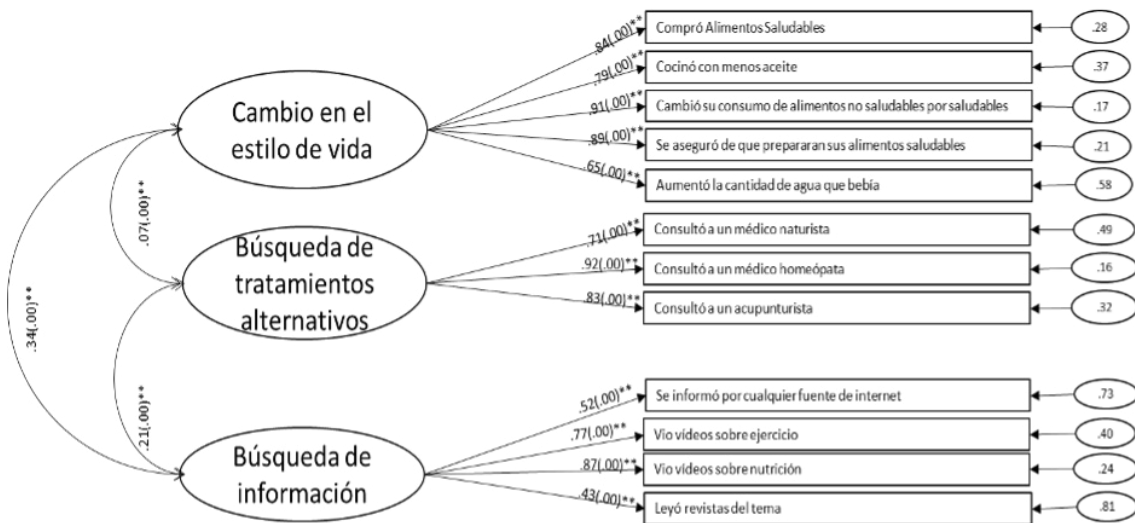 Cambio en el
estilo de vida
.84(.00)**
Compró Alimentos Saludables
.28
.79(.00)**
Cocinó con menos aceite
.37
.91(.00)**
Cambió su consumo de alimentos no saludables por saludables
.17
.89(.00)**
Se aseguró de que prepararan sus alimentos saludables
.21
.65(.00)**
Aumentó la cantidad de agua que bebía
.58
.07(.00)**
Búsqueda de
tratamientos
alternativos
.71(.00)**
Consultó a un médico naturista
.49
.92(.00)**
Consultó a un médico homeópata
.16
.83(.00)**
Consultó a un acupunturista
.32
.34(.00)**
.21(.00)**
Búsqueda de
información
.52(.00)**
Se informó por cualquier fuente de internet
.73
.77(.00)**
Vio vídeos sobre ejercicio
.40
.87(.00)**
Vio vídeos sobre nutrición
.24
.43(.00)**
Leyó revistas del tema
.81